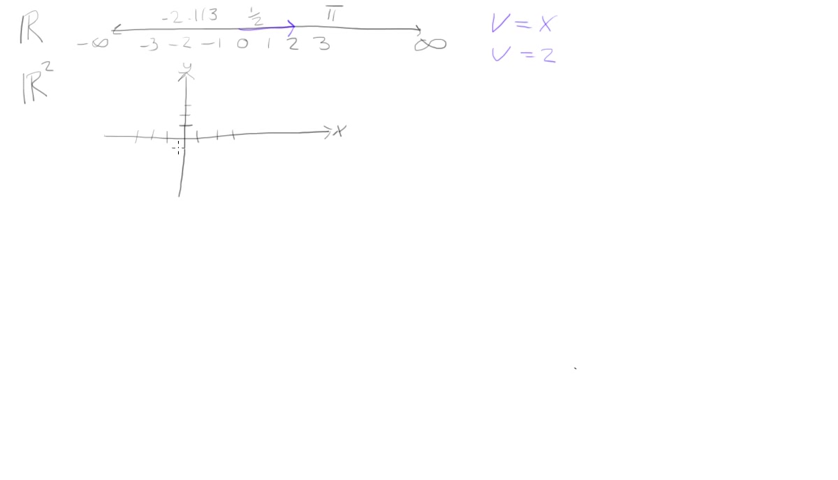 -2.113 1/2 π
ℝ
-∞ -3 -2 -1 0 1 2 3 ∞
V = x
V = 2
ℝ²
y
x